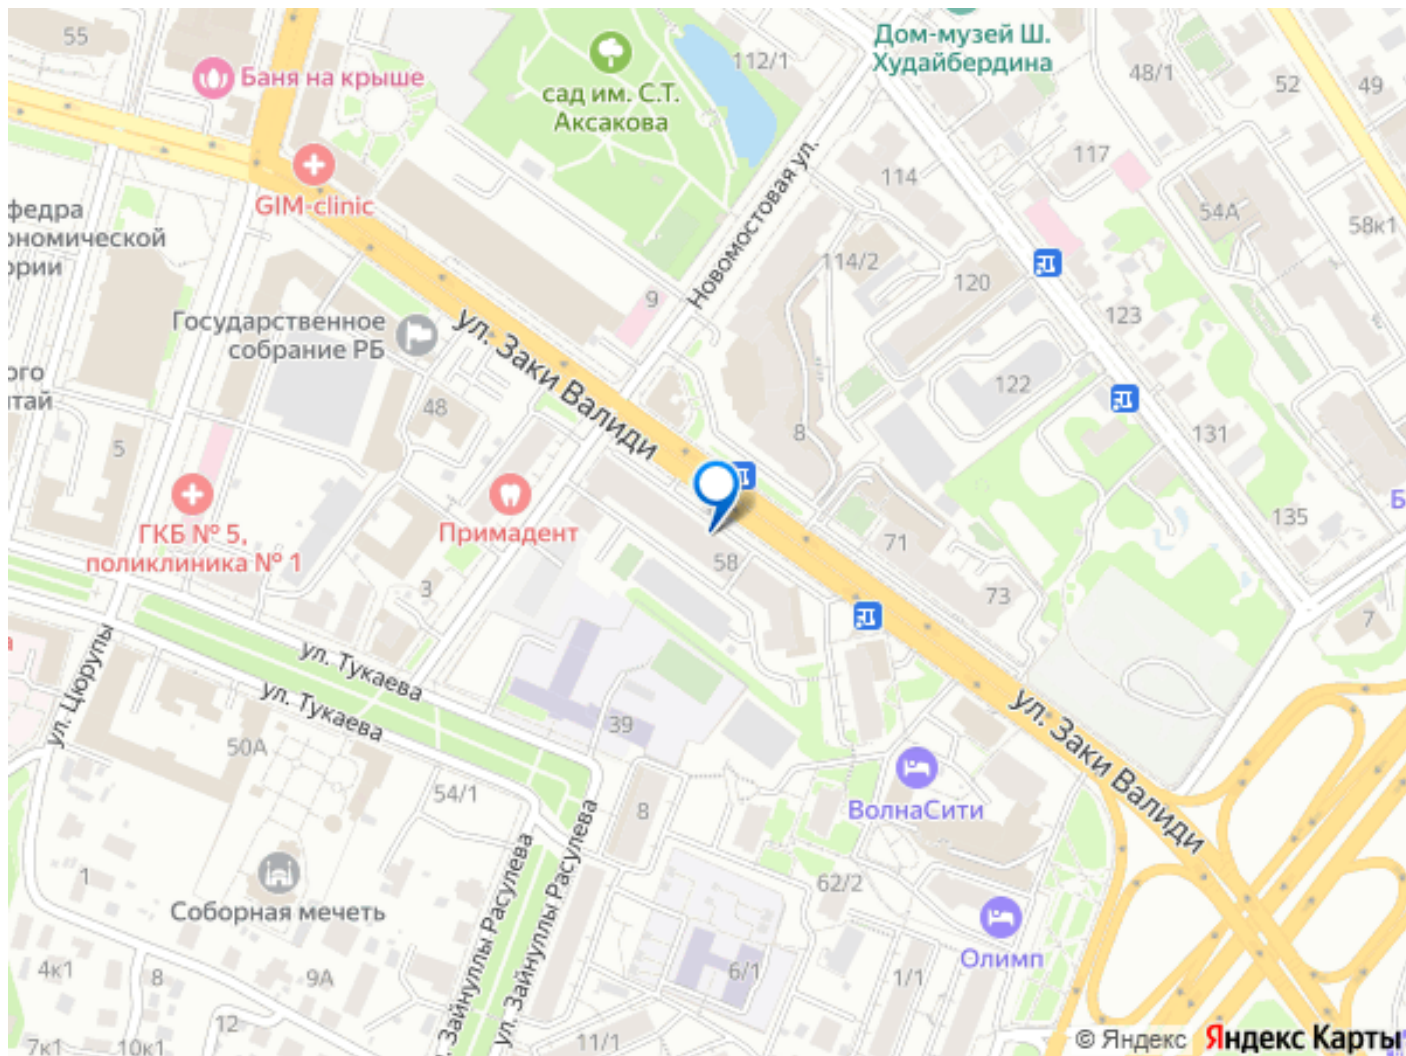 55
Баня на крыше
сад им. С.Т.
Аксакова
112/1
Дом-музей Ш.
Худайбердина
48/1
52
49
117
114
54А
58к1
GIM-clinic
федра
ономической
ории
Новомостовая ул.
114/2
120
123
9
Государственное
собрание РБ
ул. Заки Валиди
ого
тай
48
122
8
131
5
135
Б
ГКБ № 5,
поликлиника № 1
Примадент
58
71
73
3
7
а
ул. Цюрупы
ул. Тукаева
ул. Тукаева
39
50А
ул. Заки Валиди
ВолнаСити
54/1
8
ул. Зайнуллы Расулева
ул. Зайнуллы Расулева
1
Соборная мечеть
62/2
Олимп
4к1
8
9А
6/1
1/1
12
7к1
10к1
11/1
© Яндекс Яндекс Карты